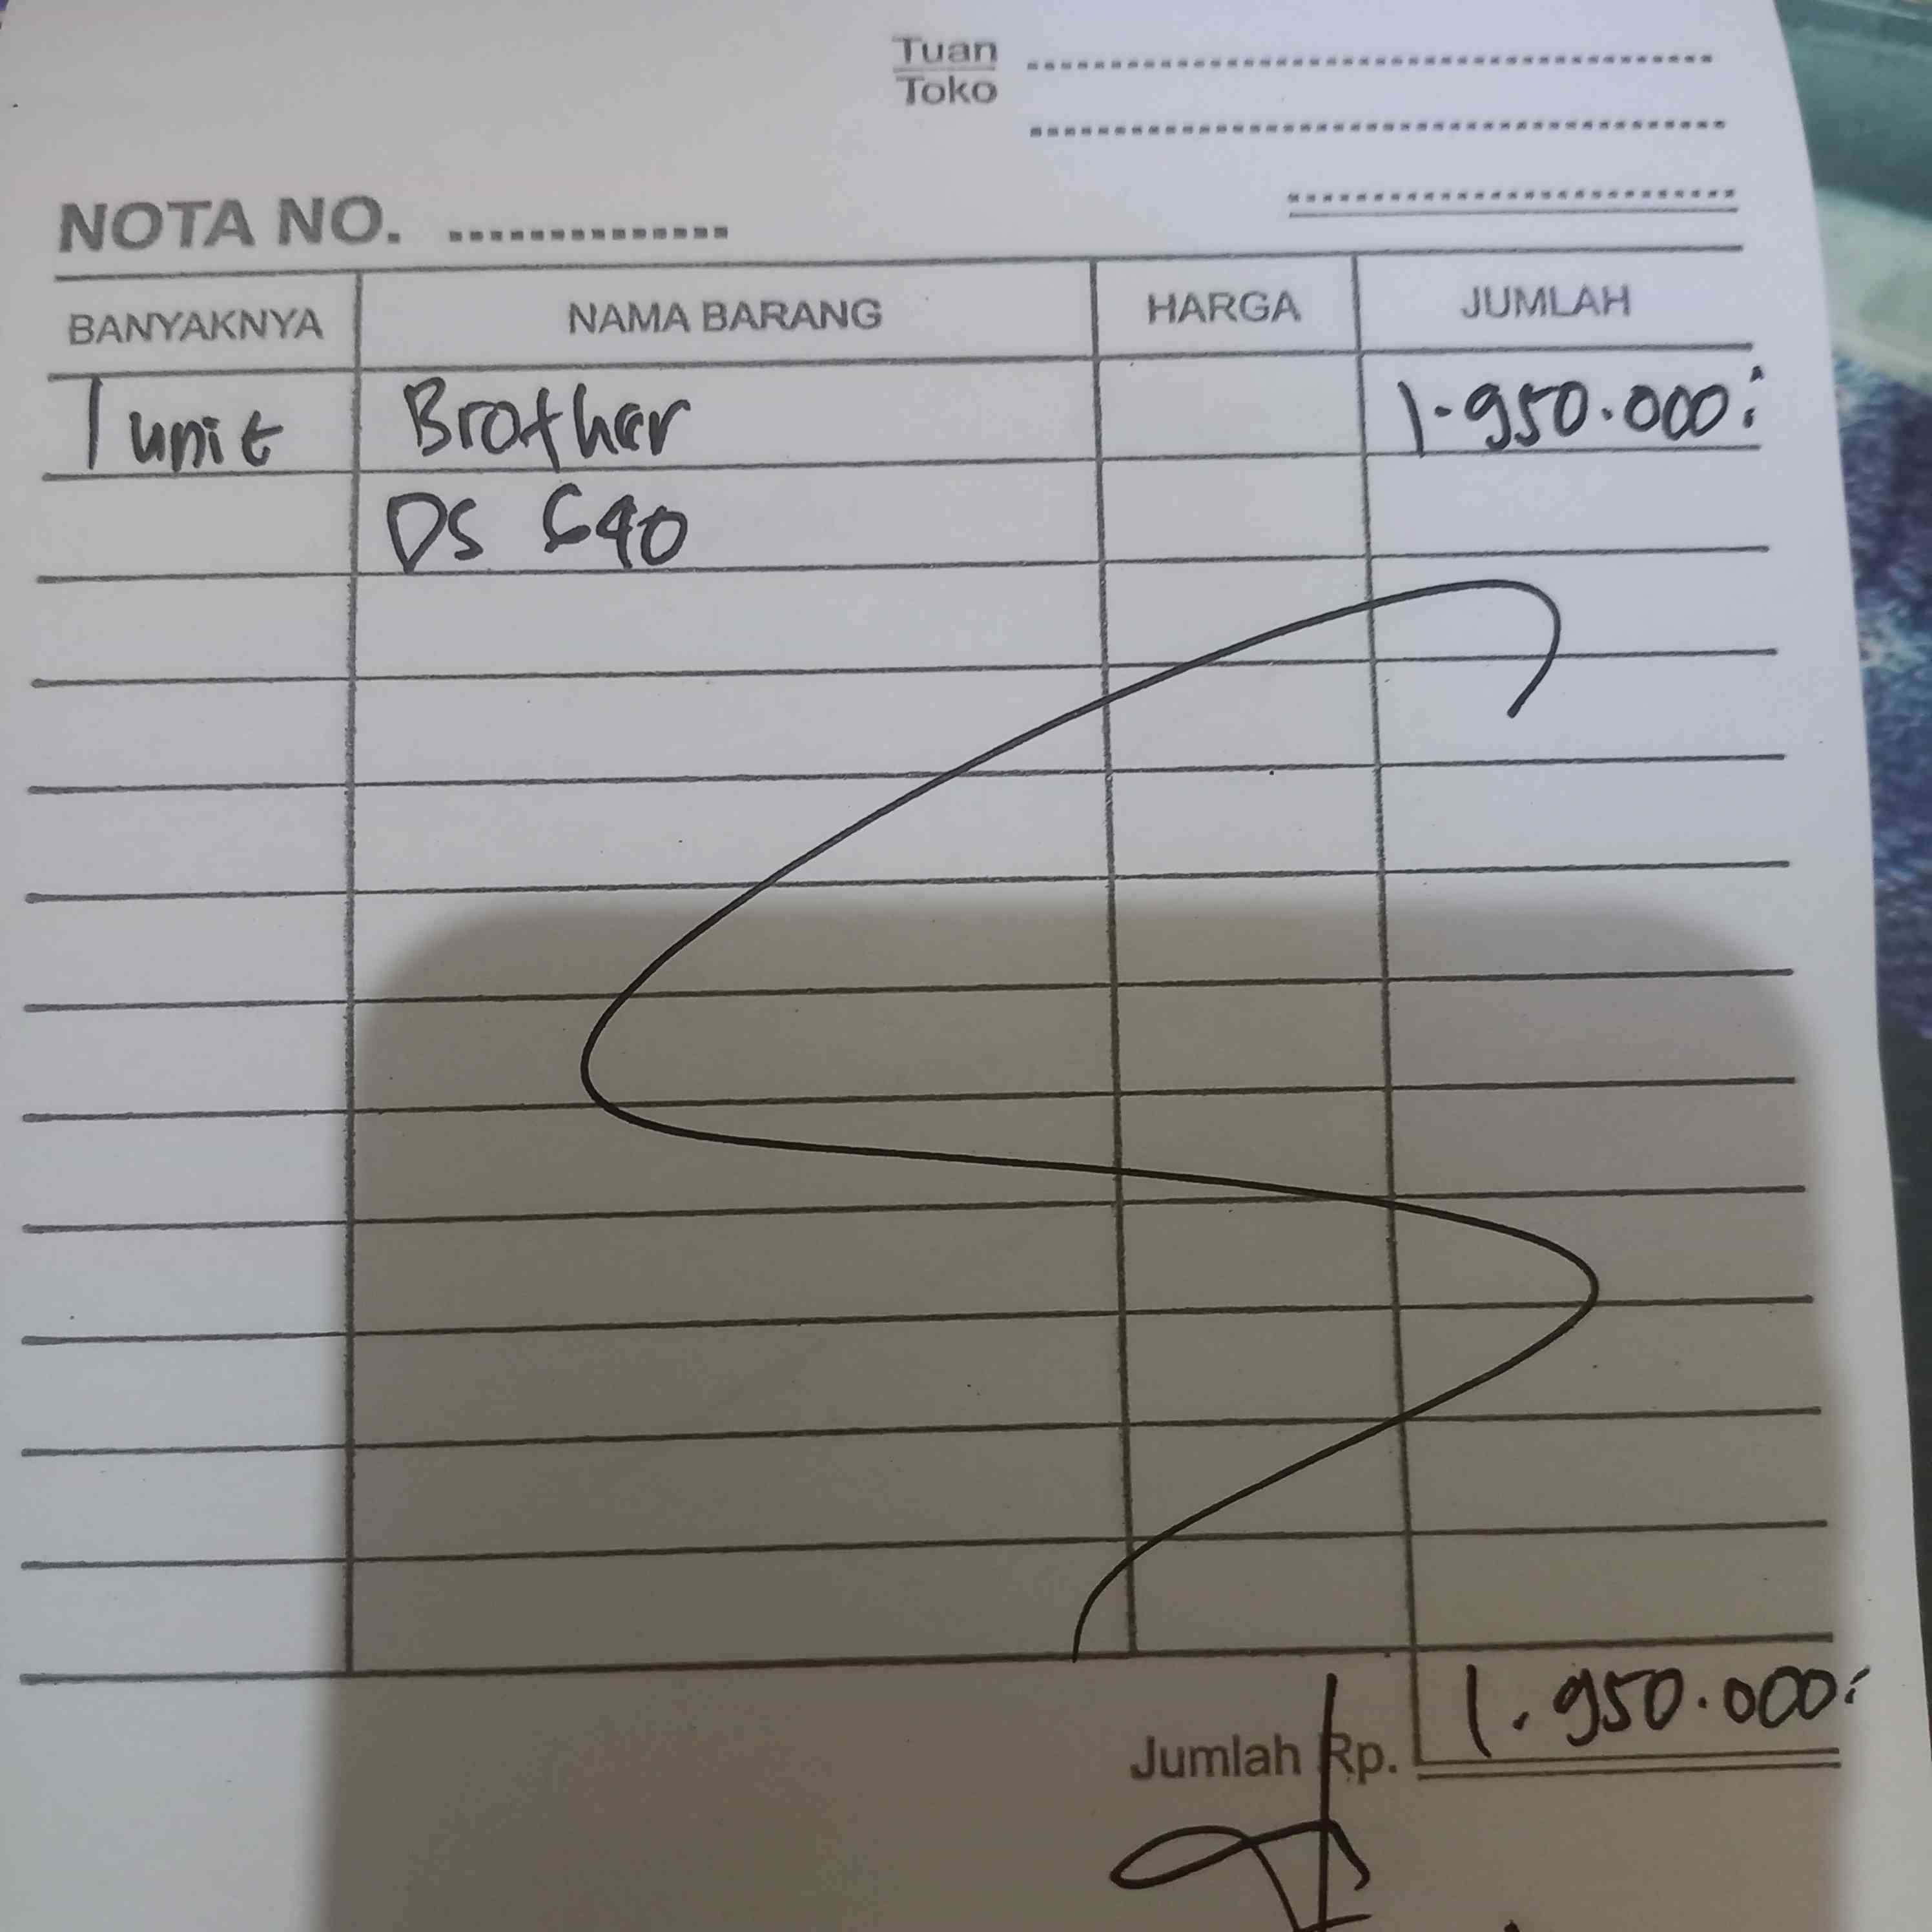 Tuan
Toko
NOTA NO. ..............
BANYAKNYA NAMA BARANG HARGA JUMLAH
1 unit Brother 1.950.000:
DS 640
Jumlah Rp. 1.950.000: